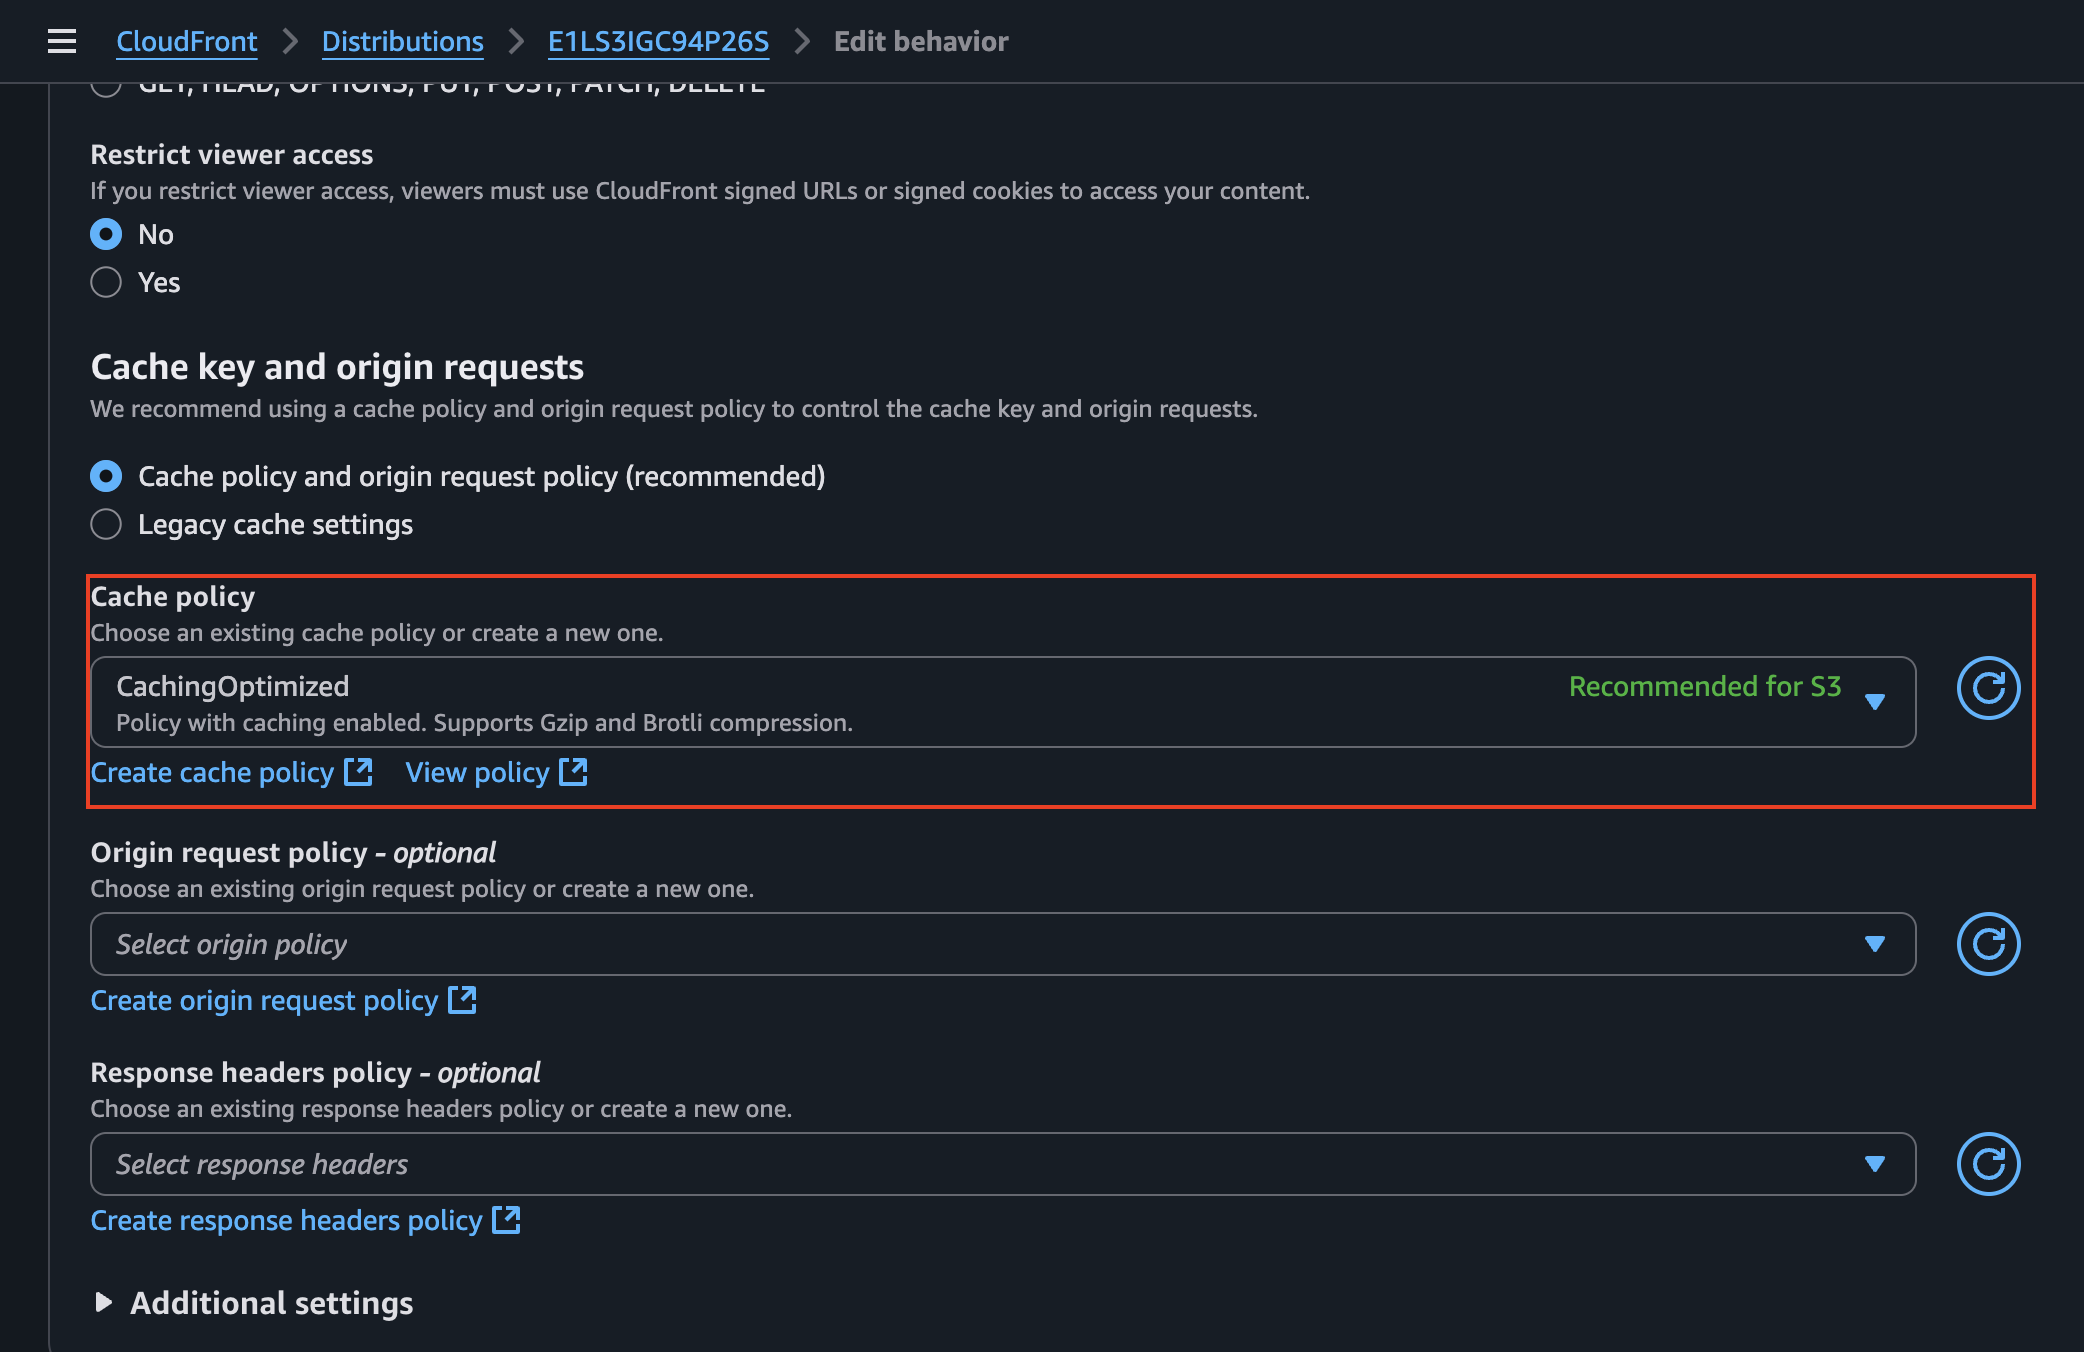 CloudFront > Distributions > E1LS3IGC94P26S > Edit behavior
GET, HEAD, OPTIONS, PUT, POST, PATCH, DELETE
Restrict viewer access
If you restrict viewer access, viewers must use CloudFront signed URLs or signed cookies to access your content.
No
Yes
Cache key and origin requests
We recommend using a cache policy and origin request policy to control the cache key and origin requests.
Cache policy and origin request policy (recommended)
Legacy cache settings
Cache policy
Choose an existing cache policy or create a new one.
CachingOptimized Recommended for S3
Policy with caching enabled. Supports Gzip and Brotli compression.
Create cache policy View policy
Origin request policy - optional
Choose an existing origin request policy or create a new one.
Select origin policy
Create origin request policy
Response headers policy - optional
Choose an existing response headers policy or create a new one.
Select response headers
Create response headers policy
Additional settings